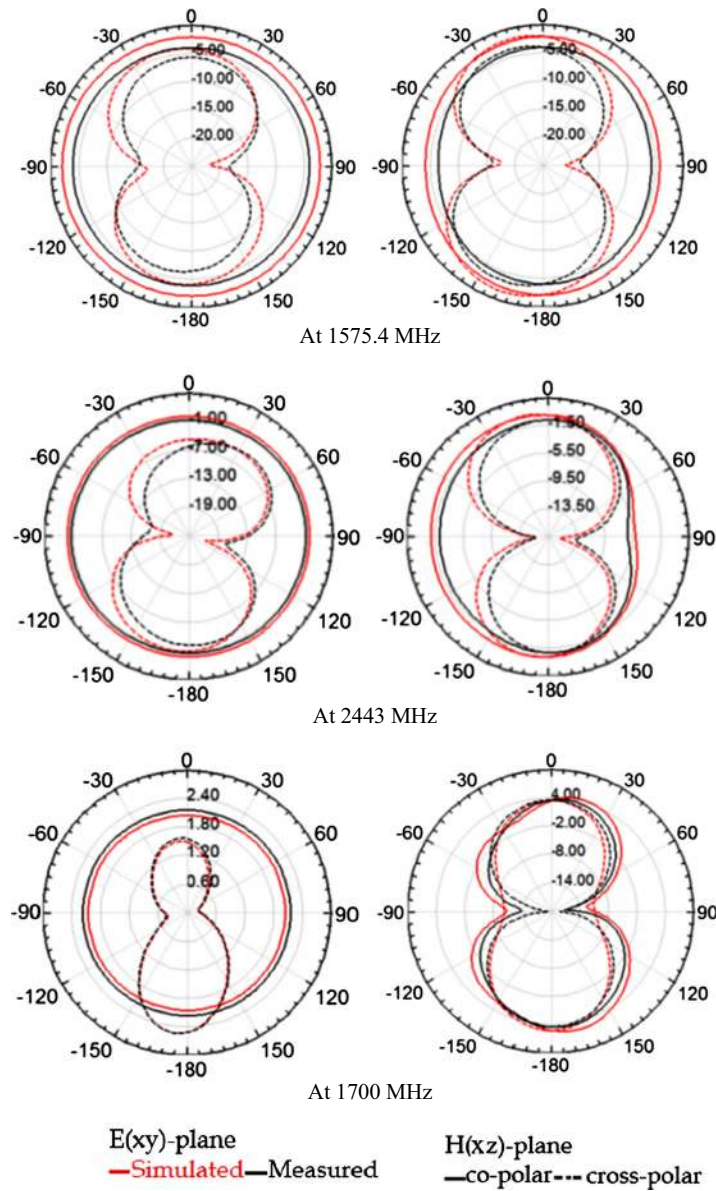 0 0
-30 30 -30 30
-5.00 -5.00
-60 -10.00 60 -60 -10.00 60
-15.00 -15.00
-20.00 -20.00
-90 90 -90 90
-120 120 -120 120
-150 150 -150 150
-180 -180
At 1575.4 MHz
0 0
-30 30 -30 30
-1.00 -1.50
-60 -7.00 60 -60 -5.50 60
-13.00 -9.50
-19.00 -13.50
-90 90 -90 90
-120 120 -120 120
-150 150 -150 150
-180 -180
At 2443 MHz
0 0
-30 30 -30 30
2.40 4.00
-60 1.80 60 -60 -2.00 60
1.20 -8.00
0.60 -14.00
-90 90 -90 90
-120 120 -120 120
-150 150 -150 150
-180 -180
At 1700 MHz
E(xy)-plane H(xz)-plane
Simulated Measured co-polar cross-polar